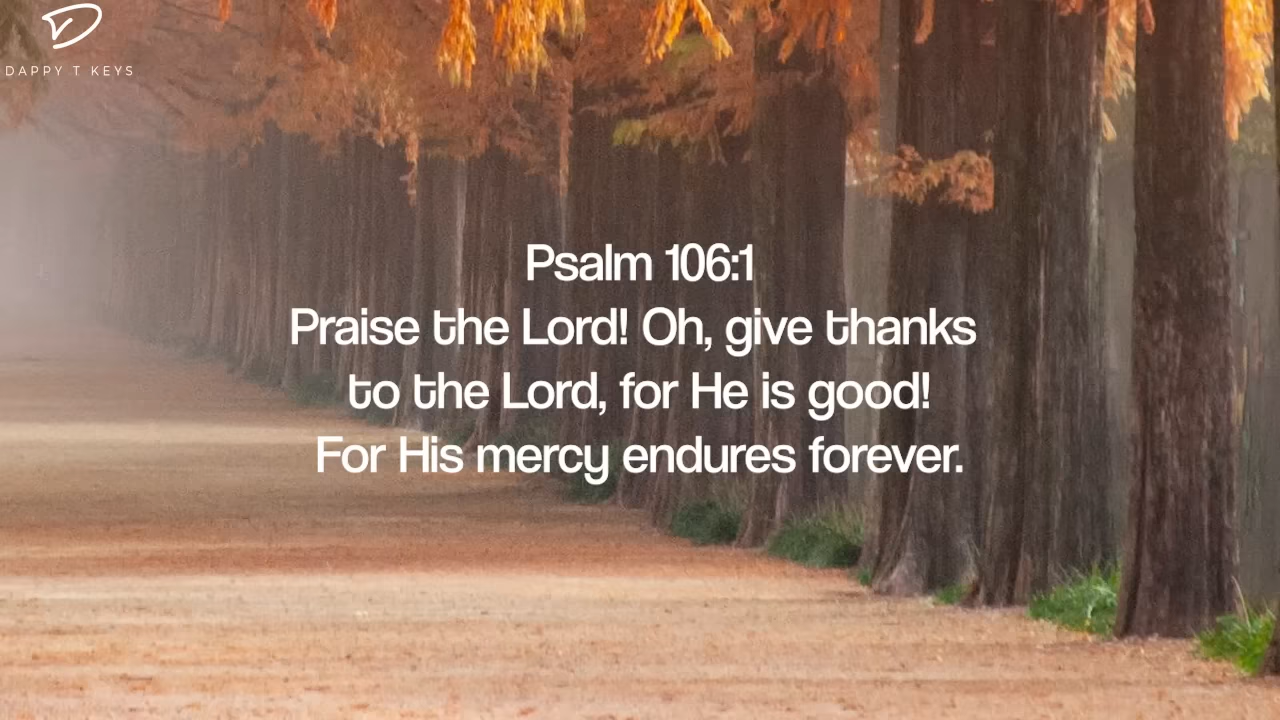 DAPPY T KEYS
Psalm 106:1
Praise the Lord! Oh, give thanks
to the Lord, for He is good!
For His mercy endures forever.